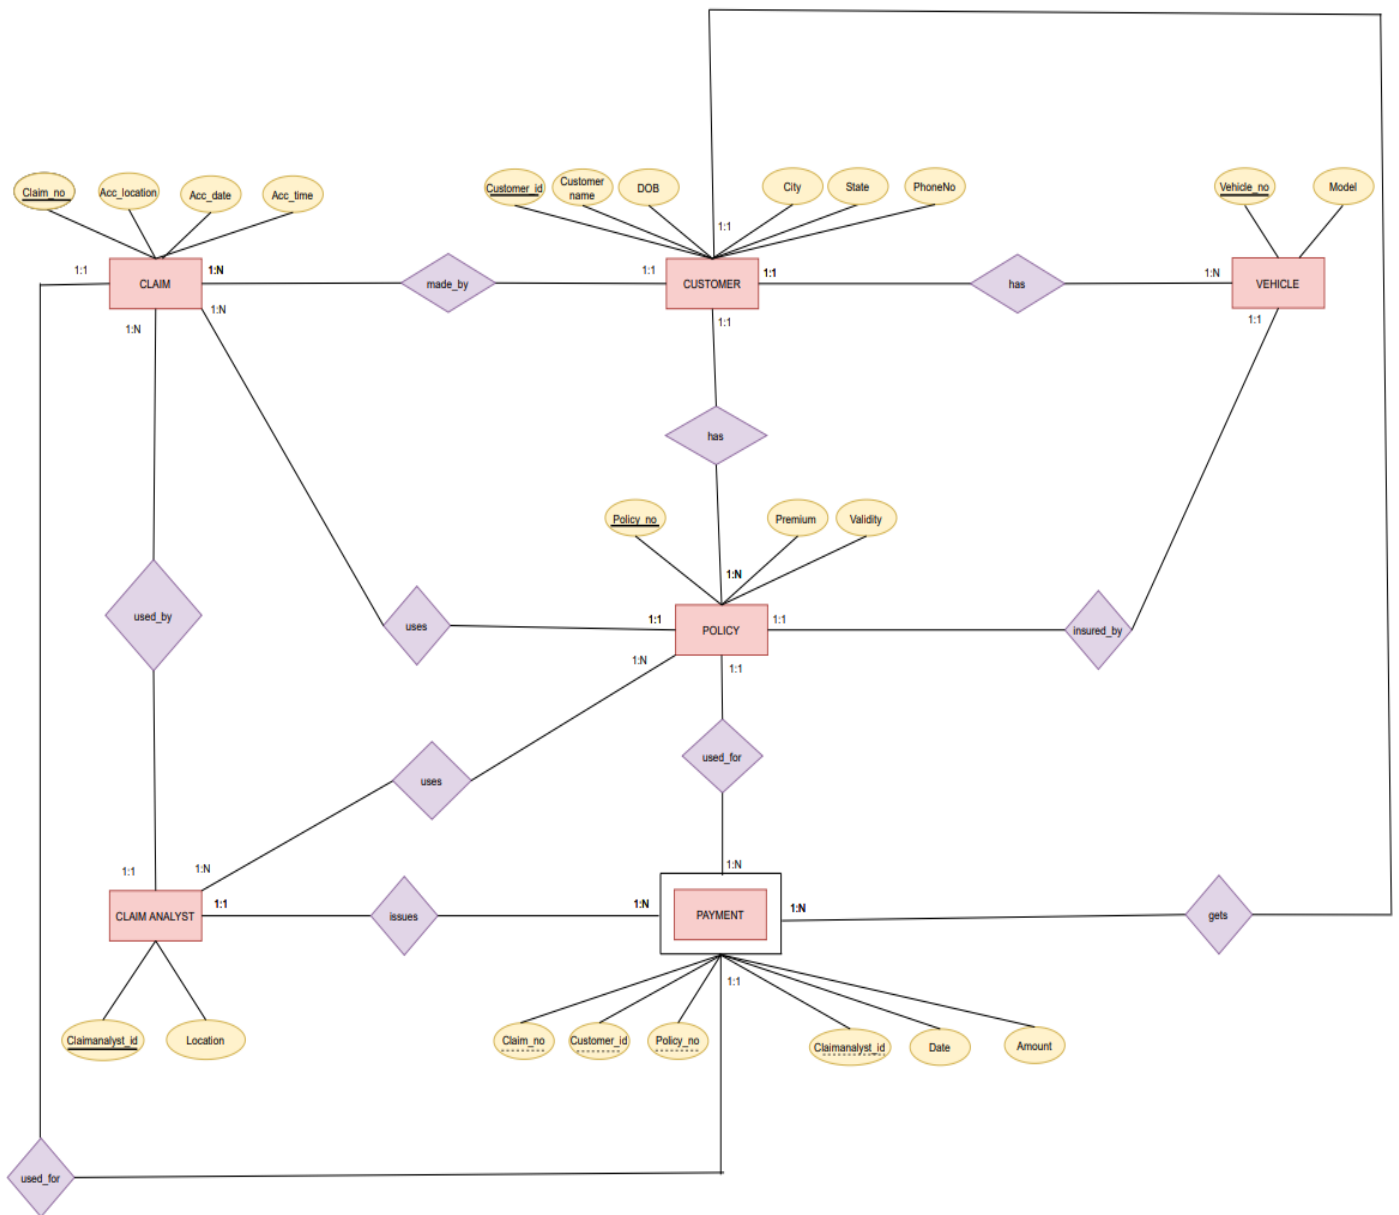 Claim_no
Acc_location
Acc_date
Acc_time
Customer_id
Customer
name
DOB
City
State
PhoneNo
Vehicle_no
Model
1:1
1:1
1:N
1:1
1:1
1:N
CLAIM
made_by
CUSTOMER
has
VEHICLE
1:N
1:N
1:1
1:1
has
Policy_no
Premium
Validity
1:N
used_by
uses
1:1
POLICY
1:1
insured_by
1:N
1:1
uses
used_for
1:1
1:N
1:N
CLAIM ANALYST
1:1
issues
1:N
PAYMENT
1:N
gets
1:1
Claimanalyst_id
Location
Claim_no
Customer_id
Policy_no
Claimanalyst_id
Date
Amount
used_for